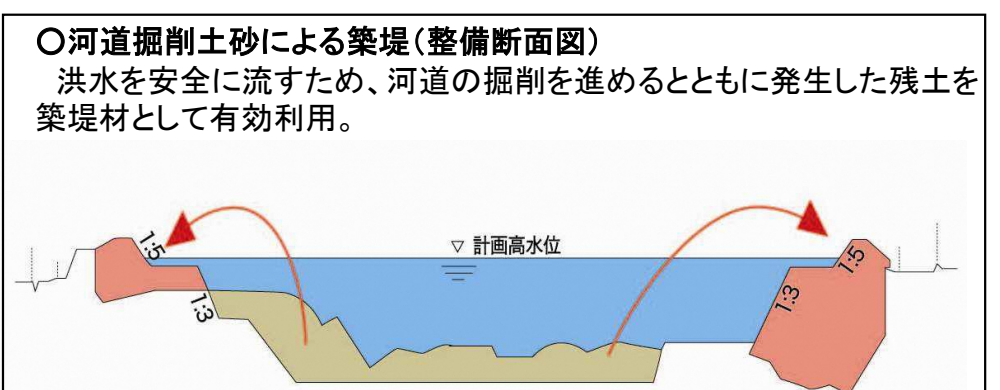 〇河道掘削土砂による築堤(整備断面図)
洪水を安全に流すため、河道の掘削を進めるとともに発生した残土を
築堤材として有効利用。
▽ 計画高水位
1:5
1:5
1:3
1:3